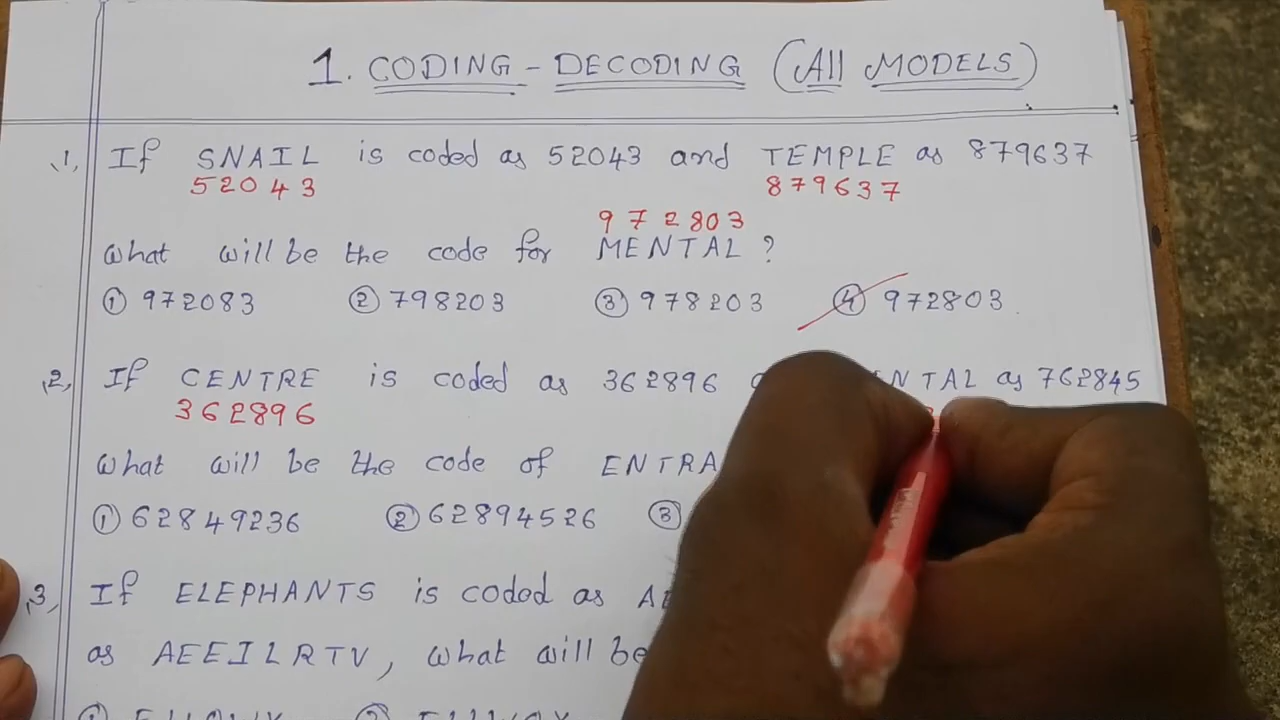 1. CODING - DECODING (All MODELS)
1, If SNAIL is coded as 52043 and TEMPLE as 879637
52043 879637
972803
What will be the code for MENTAL ?
① 972083 ② 798203 ③ 978203 ④ 972803
2, If CENTRE is coded as 362896 NTAL as 762845
362896
What will be the code of ENTRA
① 62849236 ② 62894526 ③
3, If ELEPHANTS is coded as
as AEEILRTV, what will be
① ②